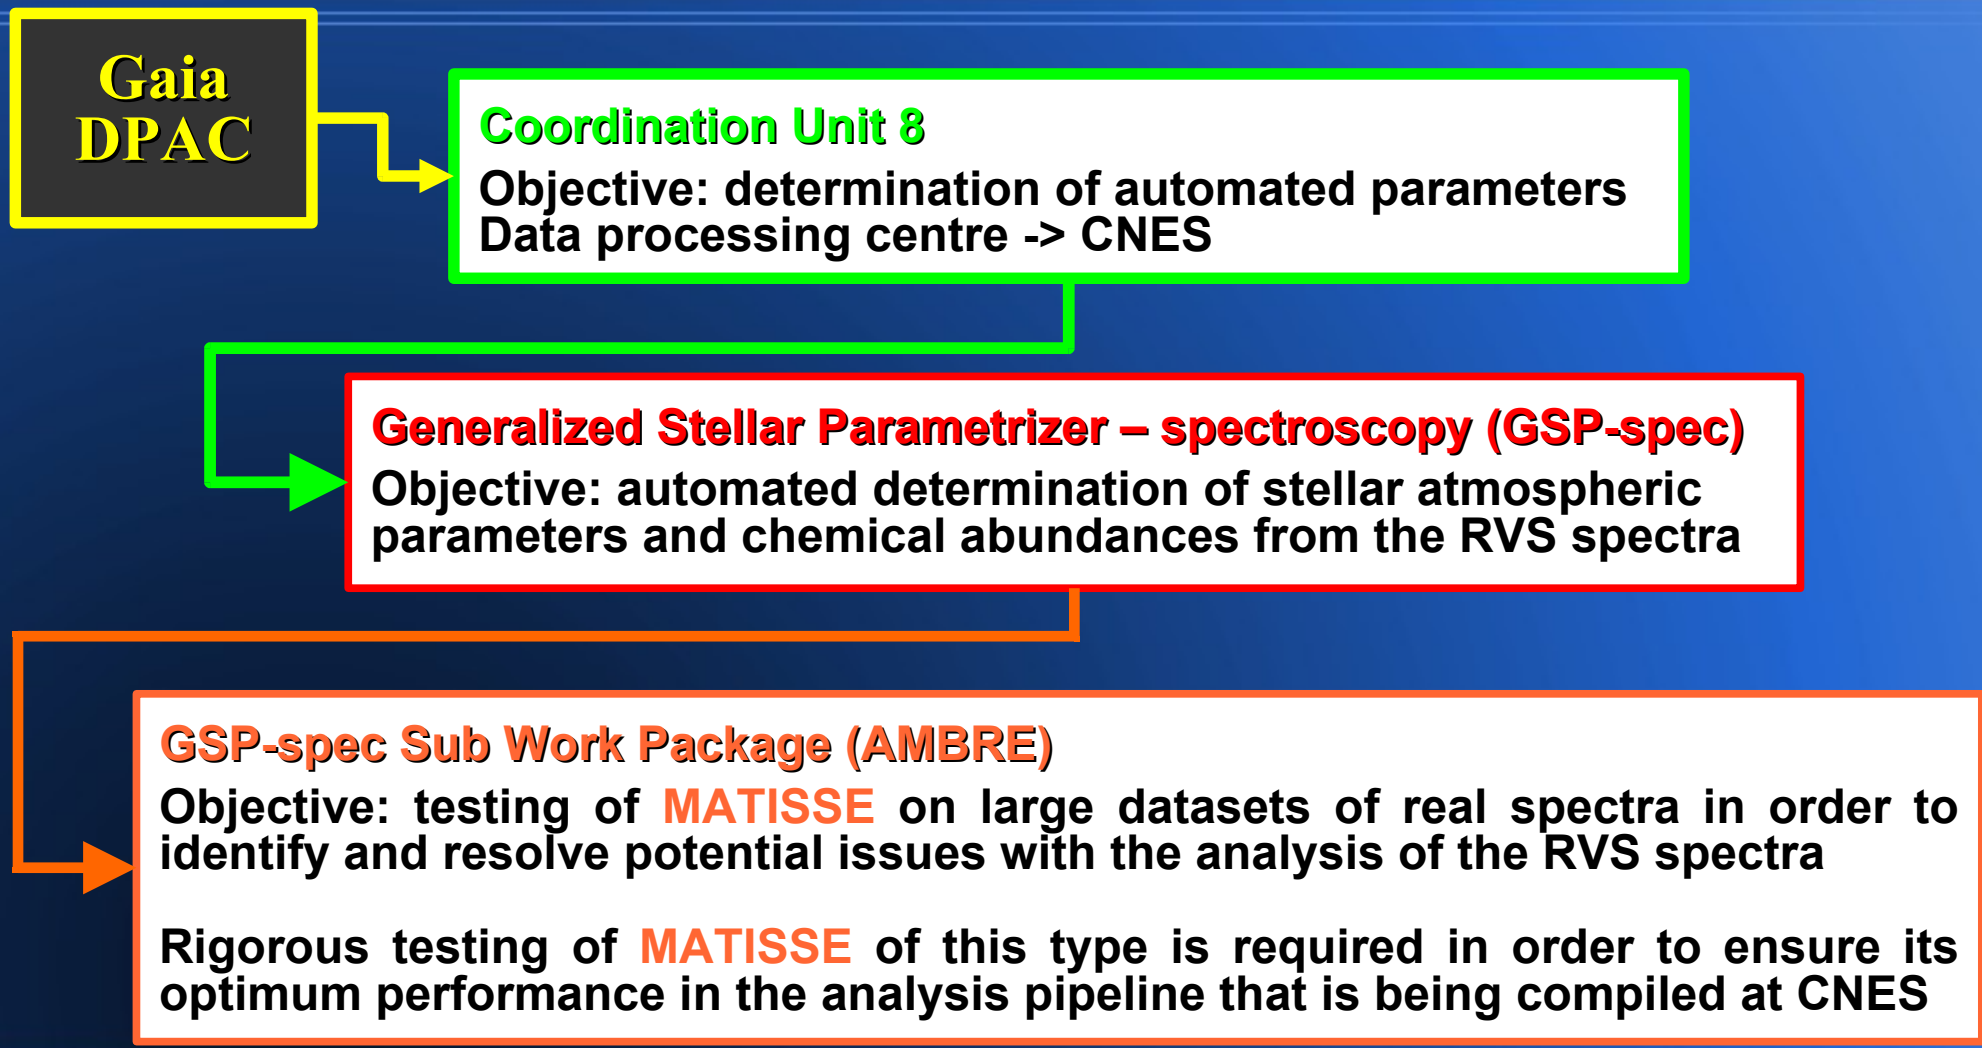 Gaia
DPAC
Coordination Unit 8
Objective: determination of automated parameters
Data processing centre -> CNES
Generalized Stellar Parametrizer – spectroscopy (GSP-spec)
Objective: automated determination of stellar atmospheric
parameters and chemical abundances from the RVS spectra
GSP-spec Sub Work Package (AMBRE)
Objective: testing of MATISSE on large datasets of real spectra in order to
identify and resolve potential issues with the analysis of the RVS spectra
Rigorous testing of MATISSE of this type is required in order to ensure its
optimum performance in the analysis pipeline that is being compiled at CNES